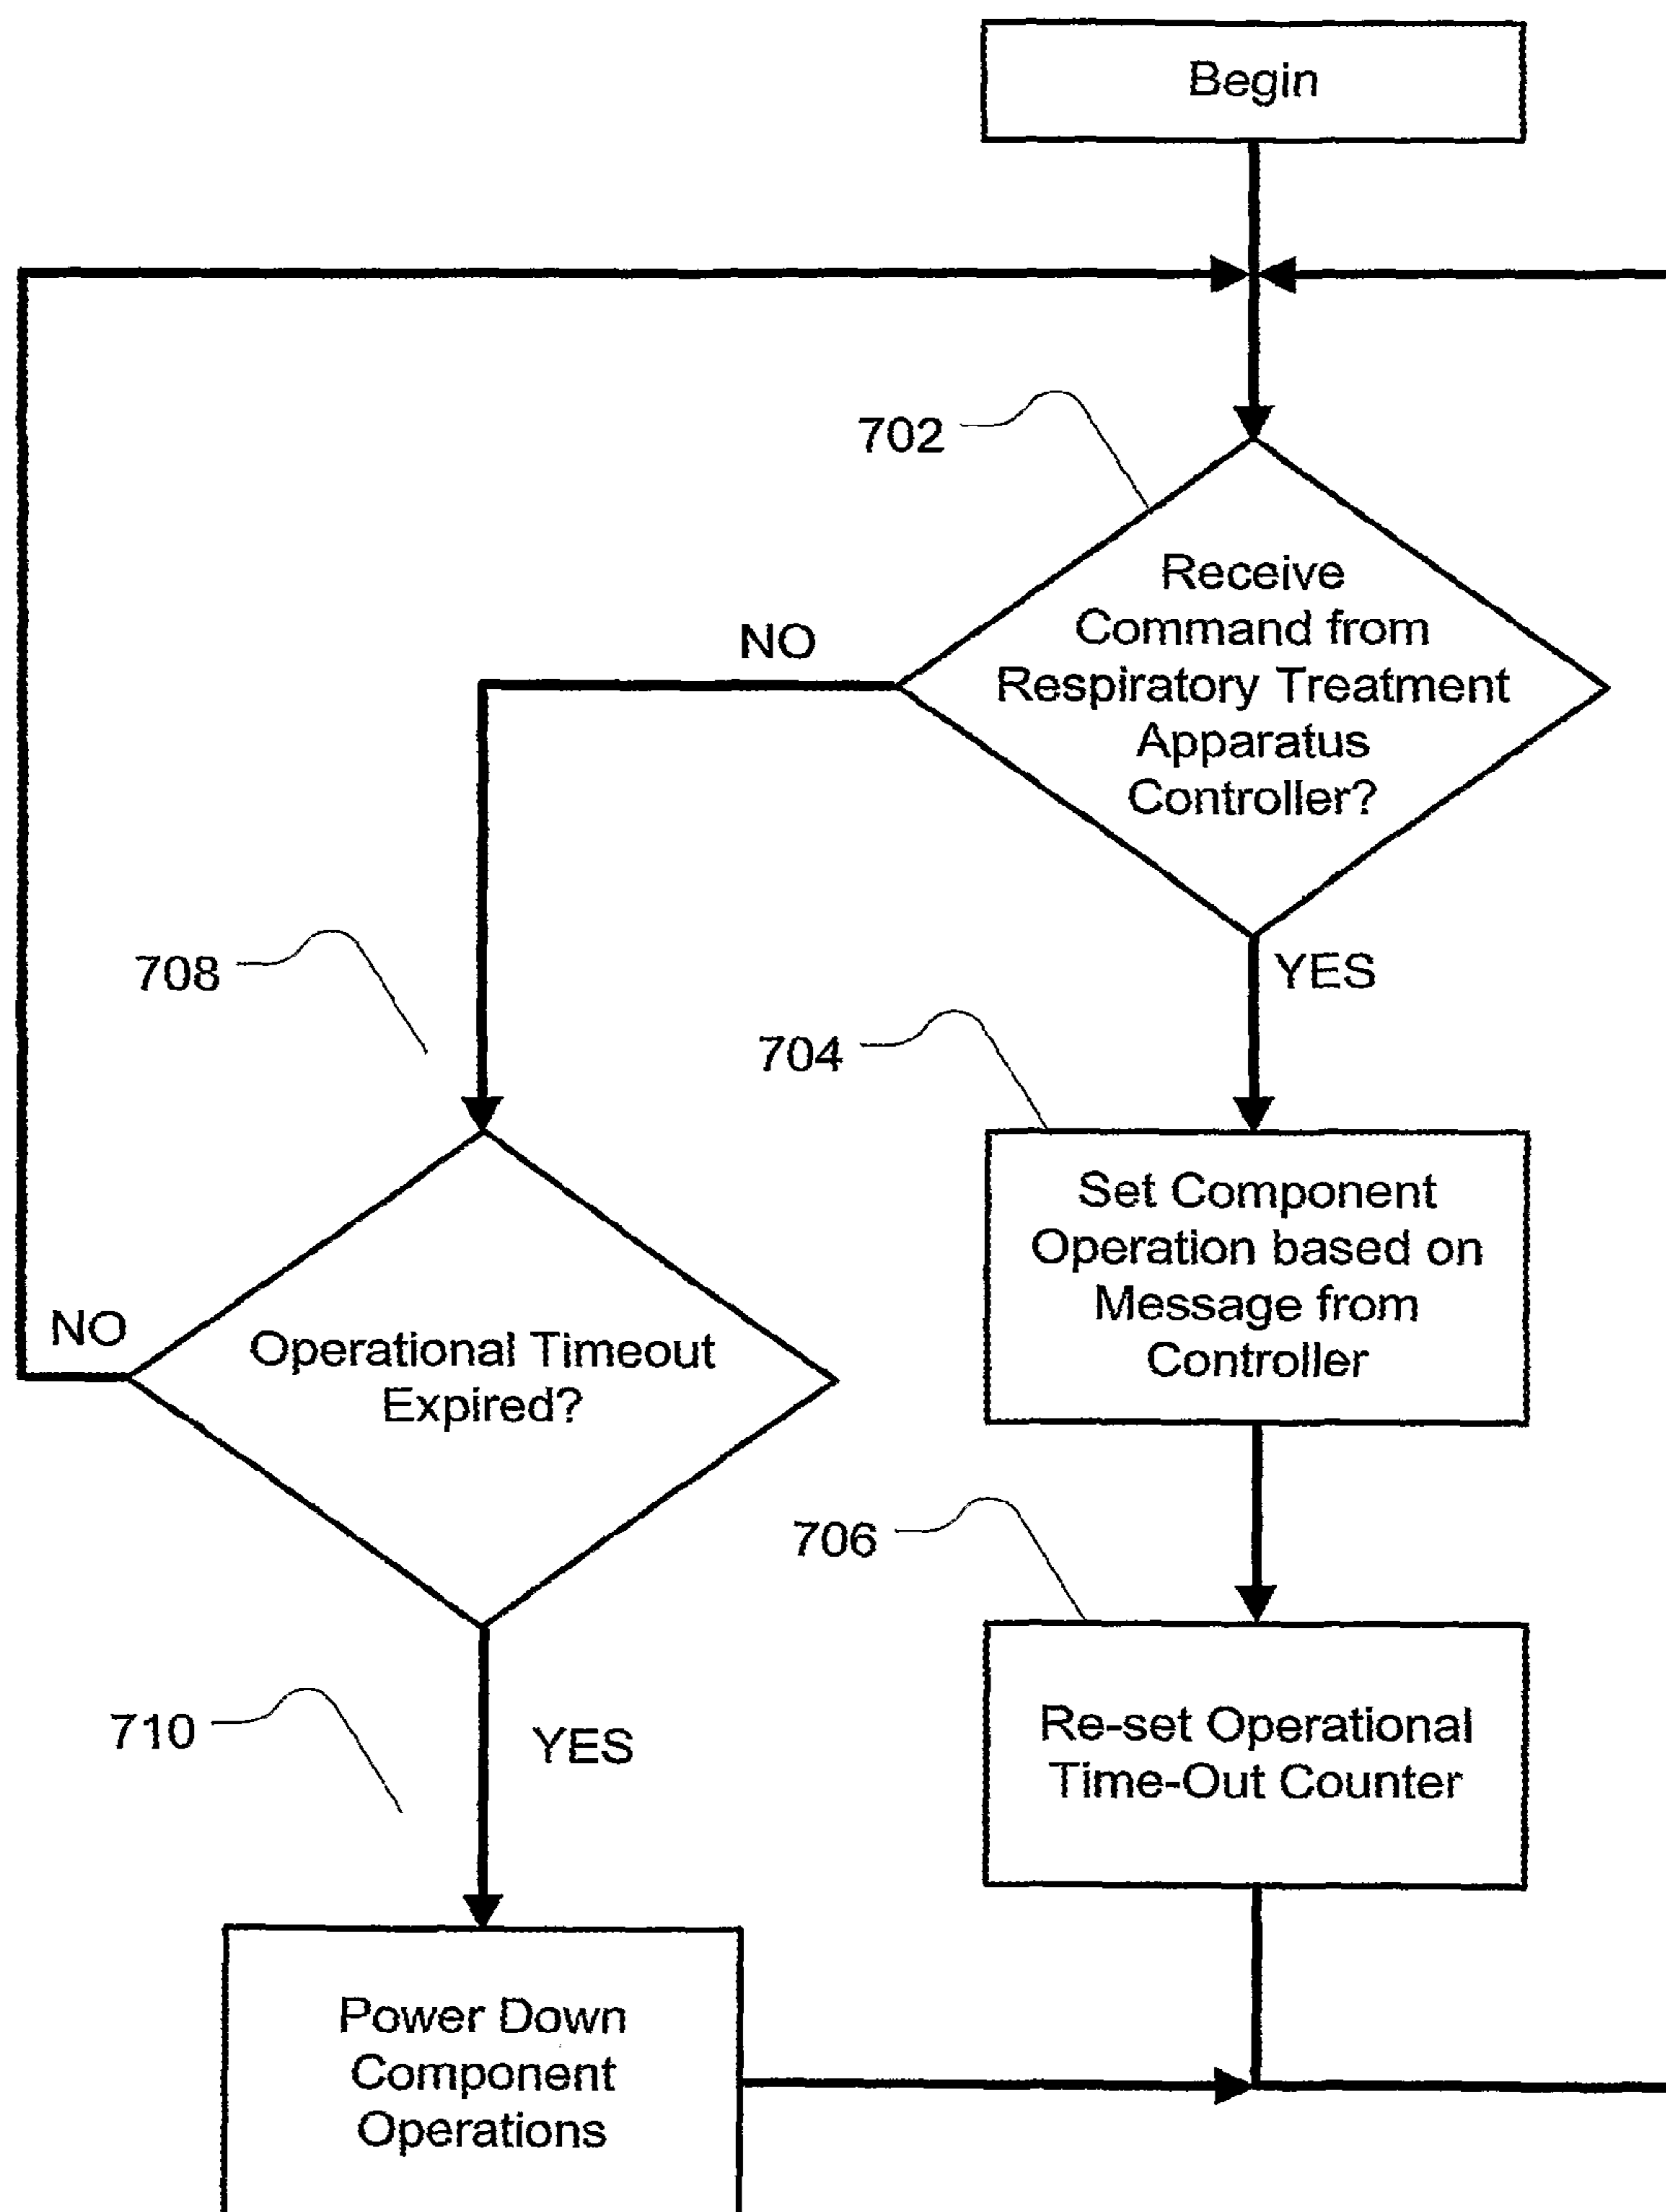 Begin
702
Receive
Command from
Respiratory Treatment
Apparatus
Controller?
NO
YES
708
704
Set Component
Operation based on
Message from
Controller
NO
Operational Timeout
Expired?
706
Re-set Operational
Time-Out Counter
710
YES
Power Down
Component
Operations